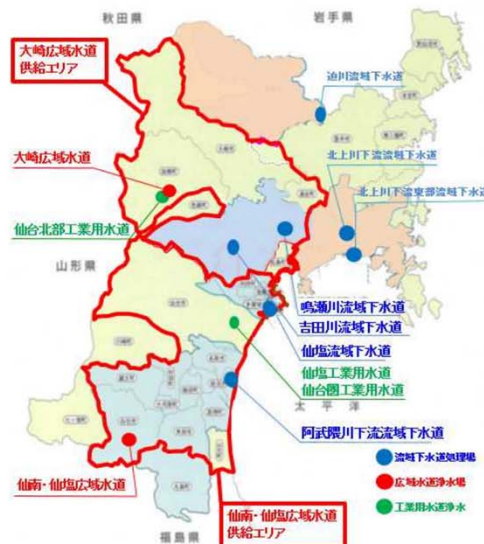 秋田県
岩手県
大崎広域水道
供給エリア
迫川流域下水道
大崎広域水道
北上川下流流域下水道
北上川下流東部流域下水道
仙台北部工業用水道
山形県
鳴瀬川流域下水道
吉田川流域下水道
仙塩流域下水道
仙塩工業用水道
仙台圏工業用水道
太平洋
阿武隈川下流流域下水道
流域下水道処理場
仙南・仙塩広域水道
広域水道浄水場
仙南・仙塩広域水道
供給エリア
工業用水道浄水
福島県